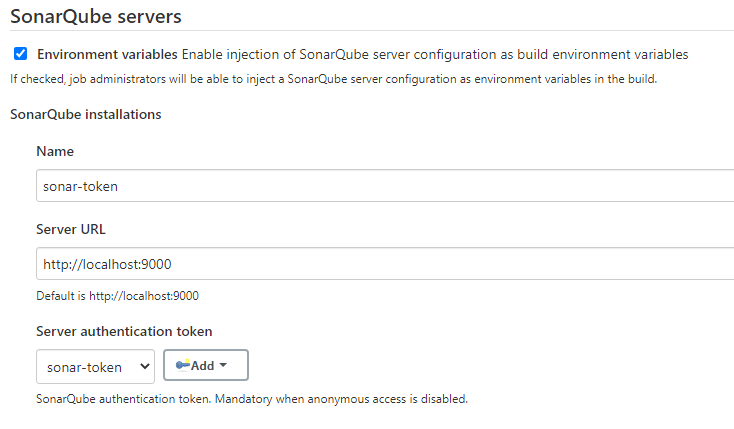 SonarQube servers
Environment variables Enable injection of SonarQube server configuration as build environment variables
If checked, job administrators will be able to inject a SonarQube server configuration as environment variables in the build.
SonarQube installations
Name
sonar-token
Server URL
http://localhost:9000
Default is http://localhost:9000
Server authentication token
sonar-token Add
SonarQube authentication token. Mandatory when anonymous access is disabled.